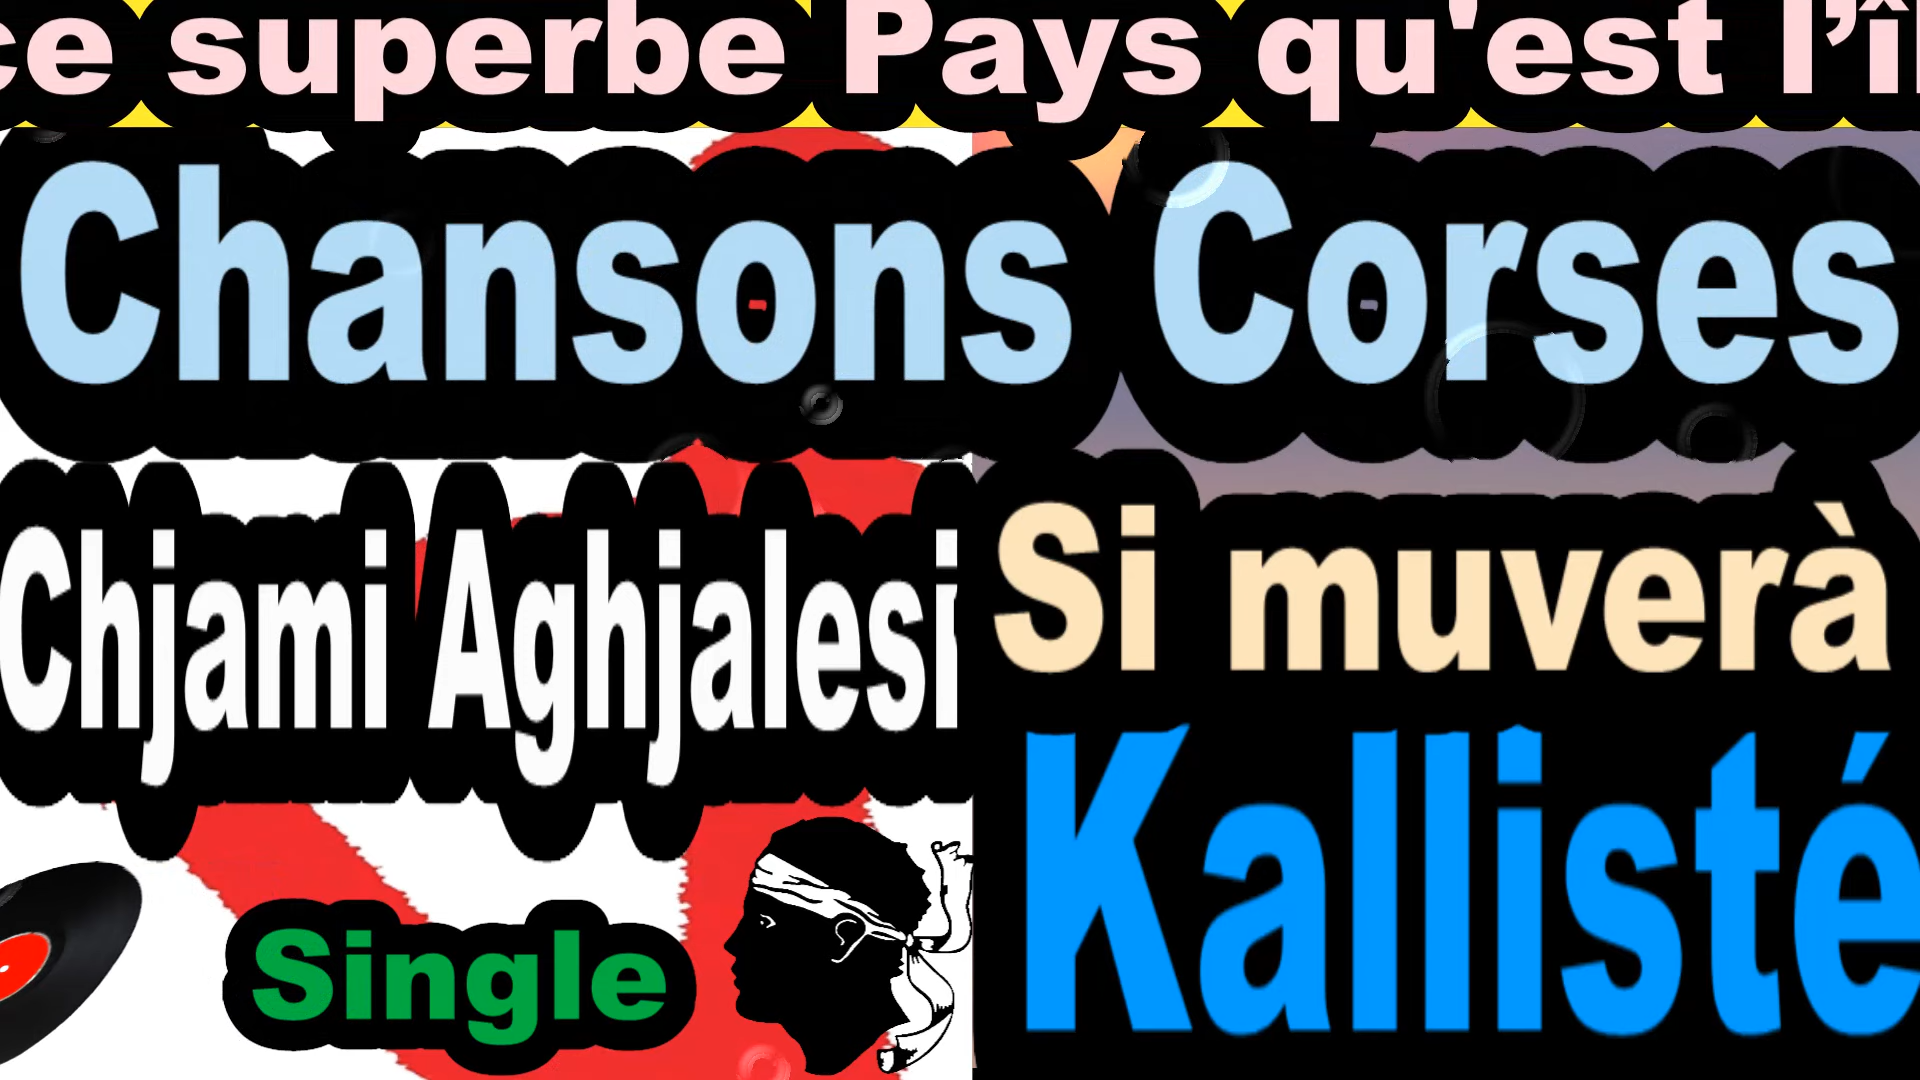 ce superbe Pays qu'est l’î
Chansons Corses
Chjami Aghjalesi
Si muverà
Kallisté
Single